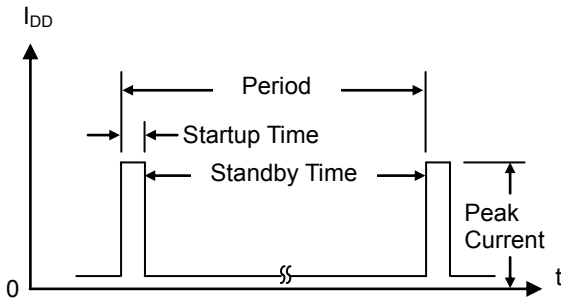 IDD
Period
Startup Time
Standby Time
Peak
Current
0
t